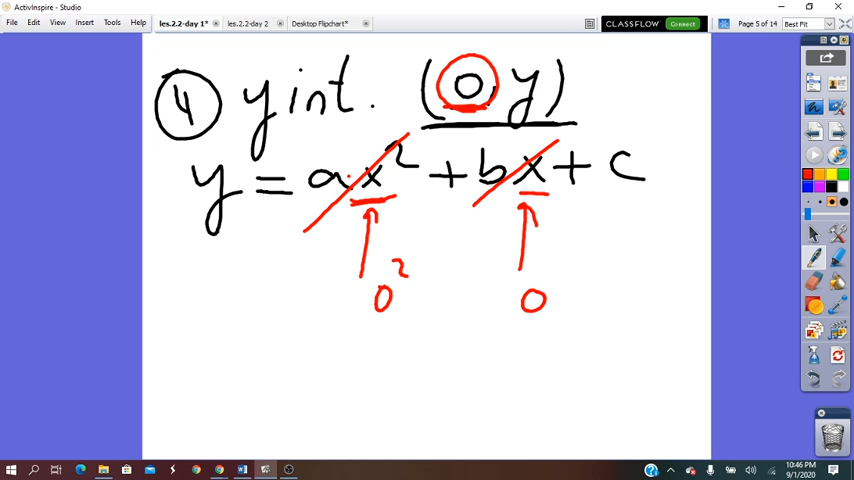 ActivInspire - Studio
File Edit View Insert Tools Help
les.2.2-day 1* les.2.2-day 2 Desktop Flipchart*
CLASSFLOW Connect
Page 5 of 14 Best Fit
4 y int. (0, y)
y = ax² + bx + c
0² 0
10:46 PM
9/1/2020